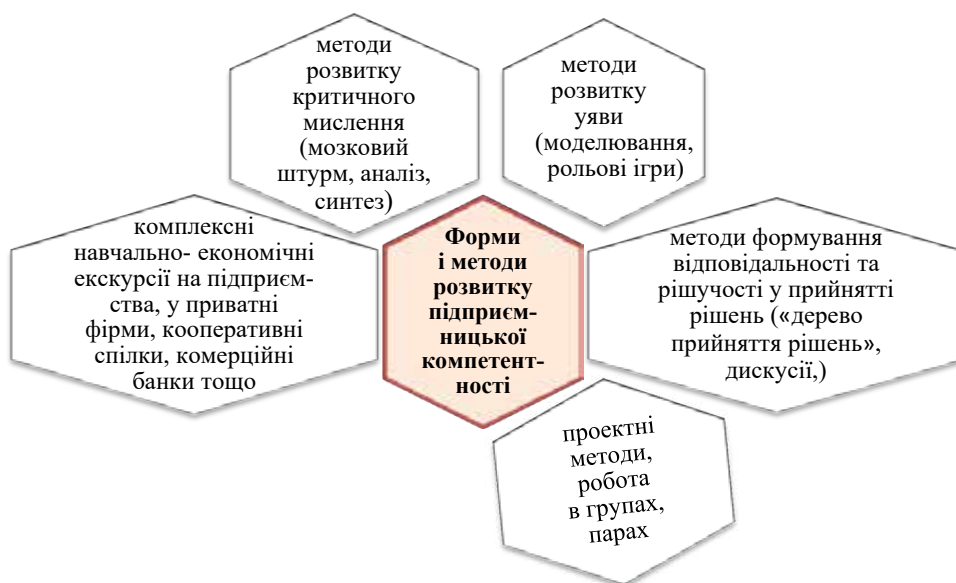 методи
розвитку
критичного
мислення
(мозковий
штурм, аналіз,
синтез)
методи
розвитку
уяви
(моделювання,
рольові ігри)
комплексні
навчально- економічні
екскурсії на підприєм-
ства, у приватні
фірми, кооперативні
спілки, комерційні
банки тощо
Форми
і методи
розвитку
підприєм-
ницької
компетент-
ності
методи формування
відповідальності та
рішучості у прийнятті
рішень («дерево
прийняття рішень»,
дискусії,)
проектні
методи,
робота
в групах,
парах